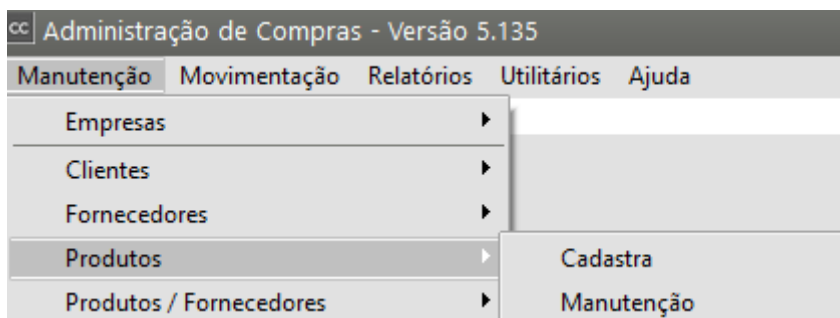 cc Administração de Compras - Versão 5.135
Manutenção Movimentação Relatórios Utilitários Ajuda
Empresas
Clientes
Fornecedores
Produtos Cadastra
Produtos / Fornecedores Manutenção